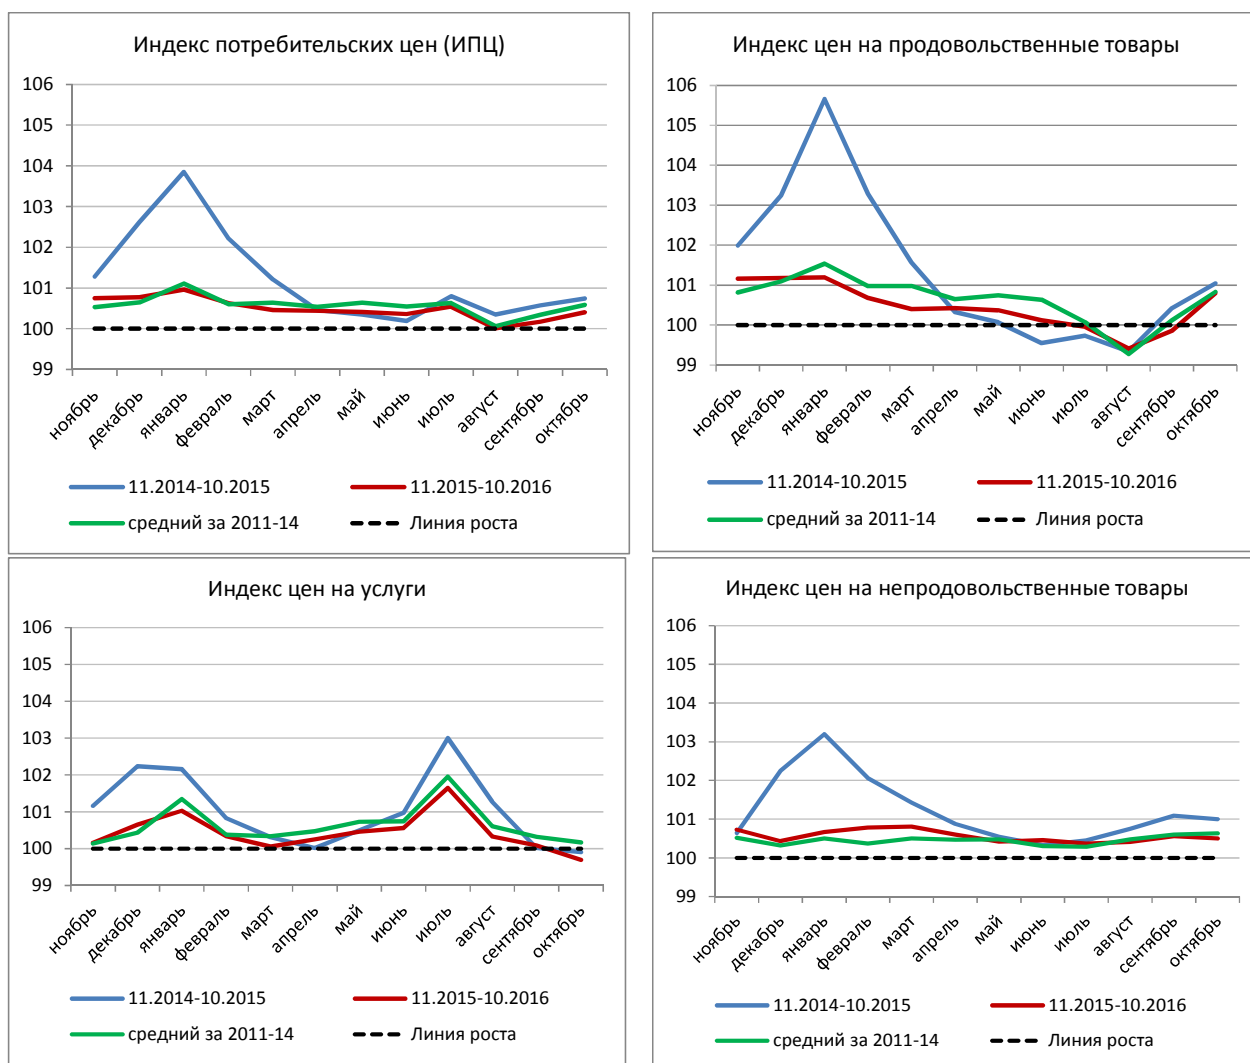 Индекс потребительских цен (ИПЦ)
106
105
104
103
102
101
100
99
ноябрь
декабрь
январь
февраль
март
апрель
май
июнь
июль
август
сентябрь
октябрь
11.2014-10.2015
11.2015-10.2016
средний за 2011-14
Линия роста
Индекс цен на продовольственные товары
106
105
104
103
102
101
100
99
ноябрь
декабрь
январь
февраль
март
апрель
май
июнь
июль
август
сентябрь
октябрь
11.2014-10.2015
11.2015-10.2016
средний за 2011-14
Линия роста
Индекс цен на услуги
106
105
104
103
102
101
100
99
ноябрь
декабрь
январь
февраль
март
апрель
май
июнь
июль
август
сентябрь
октябрь
11.2014-10.2015
11.2015-10.2016
средний за 2011-14
Линия роста
Индекс цен на непродовольственные товары
106
105
104
103
102
101
100
99
ноябрь
декабрь
январь
февраль
март
апрель
май
июнь
июль
август
сентябрь
октябрь
11.2014-10.2015
11.2015-10.2016
средний за 2011-14
Линия роста